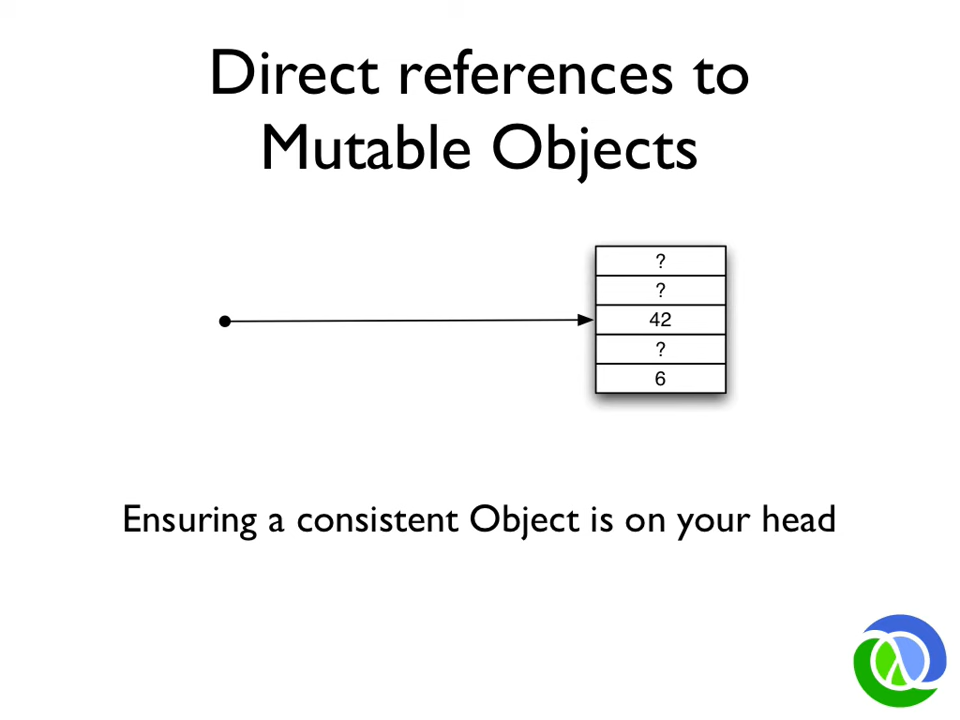 Direct references to
Mutable Objects
?
?
42
?
6
Ensuring a consistent Object is on your head